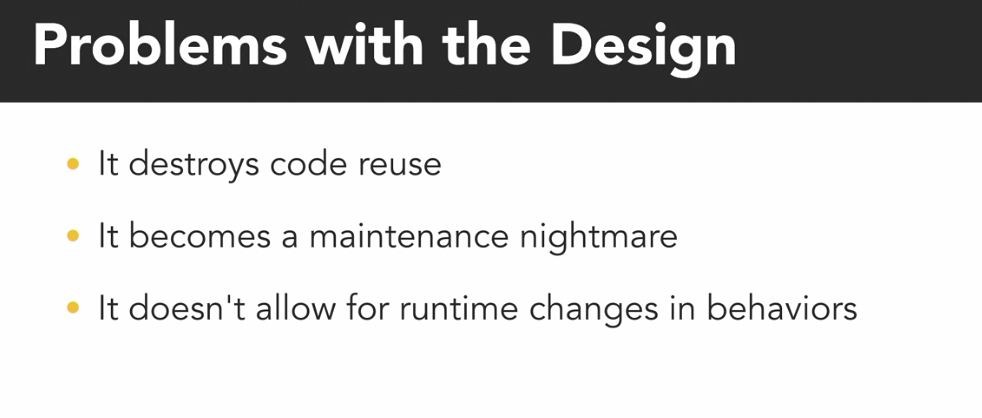 Problems with the Design
• It destroys code reuse
• It becomes a maintenance nightmare
• It doesn't allow for runtime changes in behaviors